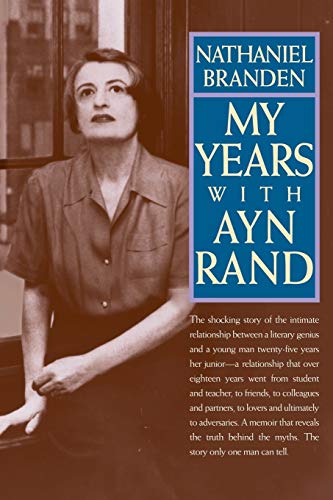 NATHANIEL
BRANDEN
MY
YEARS
WITH
AYN
RAND
The shocking story of the intimate
relationship between a literary genius
and a young man twenty-five years
her junior—a relationship that over
eighteen years went from student
and teacher, to friends, to colleagues
and partners, to lovers and ultimately
to adversaries. A memoir that reveals
the truth behind the myths. The
story only one man can tell.